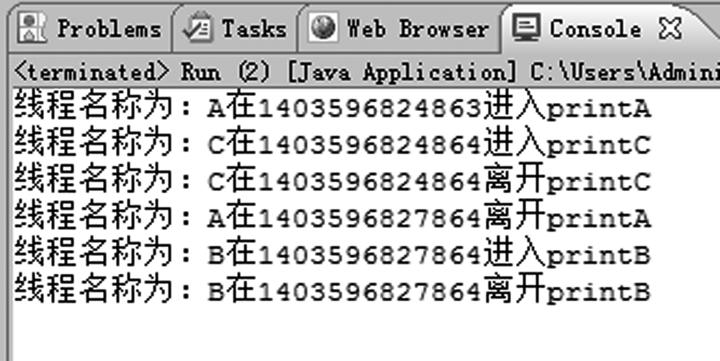 Problems Tasks Web Browser Console
<terminated> Run (2) [Java Application] C:\Users\Admini
线程名称为：A在1403596824863进入printA
线程名称为：C在1403596824864进入printC
线程名称为：C在1403596824864离开printC
线程名称为：A在1403596827864离开printA
线程名称为：B在1403596827864进入printB
线程名称为：B在1403596827864离开printB